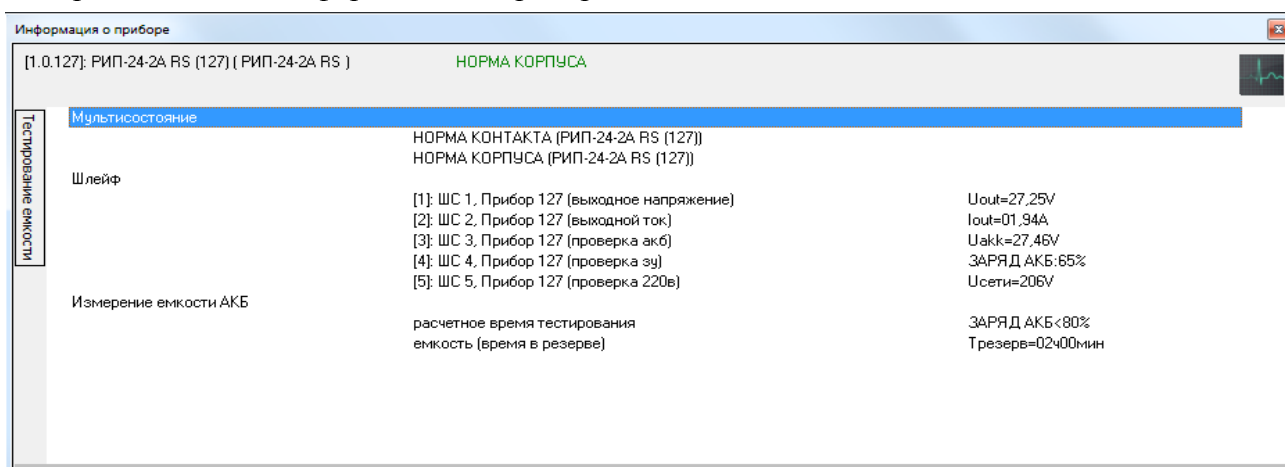 Информация о приборе
[1.0.127]: РИП-24-2А RS (127) ( РИП-24-2А RS ) НОРМА КОРПУСА
Тестирование емкости
Мультисостояние
НОРМА КОНТАКТА (РИП-24-2А RS (127))
НОРМА КОРПУСА (РИП-24-2А RS (127))
Шлейф
[1]: ШС 1, Прибор 127 (выходное напряжение) Uout=27,25V
[2]: ШС 2, Прибор 127 (выходной ток) Iout=01,94A
[3]: ШС 3, Прибор 127 (проверка акб) Uakk=27,46V
[4]: ШС 4, Прибор 127 (проверка зу) ЗАРЯД АКБ:65%
[5]: ШС 5, Прибор 127 (проверка 220в) Uсети=206V
Измерение емкости АКБ
расчетное время тестирования ЗАРЯД АКБ<80%
емкость (время в резерве) Tрезерв=02ч00мин